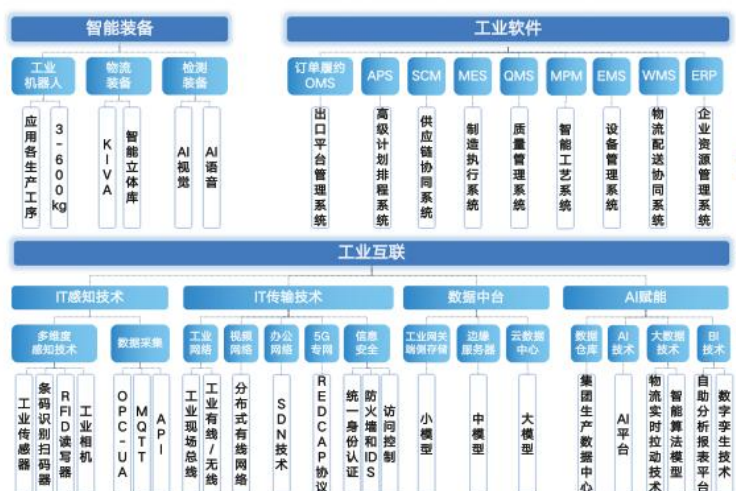 智能装备
工业软件
工业
机器人
物流
装备
检测
装备
订单履约
OMS
APS
SCM
MES
QMS
MPM
EMS
WMS
ERP
应用各生产工序
3-600kg
KIVA
智能立体库
AI视觉
AI语音
出口平台管理系统
高级计划排程系统
供应链协同系统
制造执行系统
质量管理系统
智能工艺系统
设备管理系统
物流配送协同系统
企业资源管理系统
工业互联
IT感知技术
IT传输技术
数据中台
AI赋能
多维度
感知技术
数据采集
工业
网络
视频
网络
办公
网络
5G
专网
信息
安全
工业网关
端侧存储
边缘
服务器
云数据
中心
数据
仓库
AI
技术
大数据
技术
BI
技术
工业传感器
条码识别扫码器
RFID读写器
工业相机
OPC-UA
MQTT
API
工业现场总线
工业有线/无线
分布式有线网络
SDN技术
REDCAP协议
统一身份认证
防火墙和IDS
访问控制
小模型
中模型
大模型
集团生产数据中心
AI平台
物流实时拉动技术
智能算法模型
自助分析报表平台
数字孪生技术